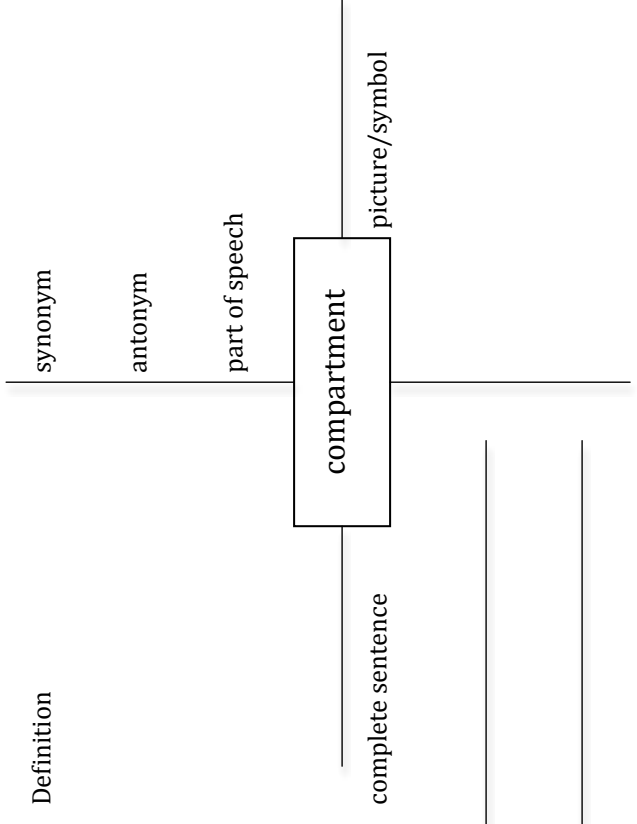 Definition
synonym
antonym
part of speech
compartment
complete sentence
picture/symbol